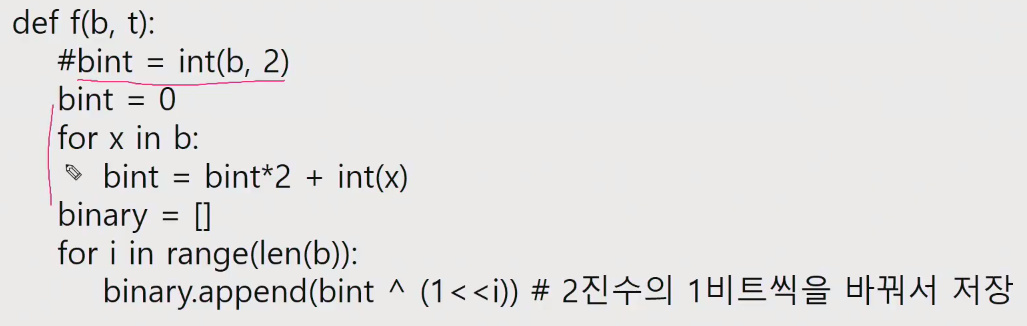 def f(b, t):
#bint = int(b, 2)
bint = 0
for x in b:
bint = bint*2 + int(x)
binary = []
for i in range(len(b)):
binary.append(bint ^ (1<<i)) # 2진수의 1비트씩을 바꿔서 저장